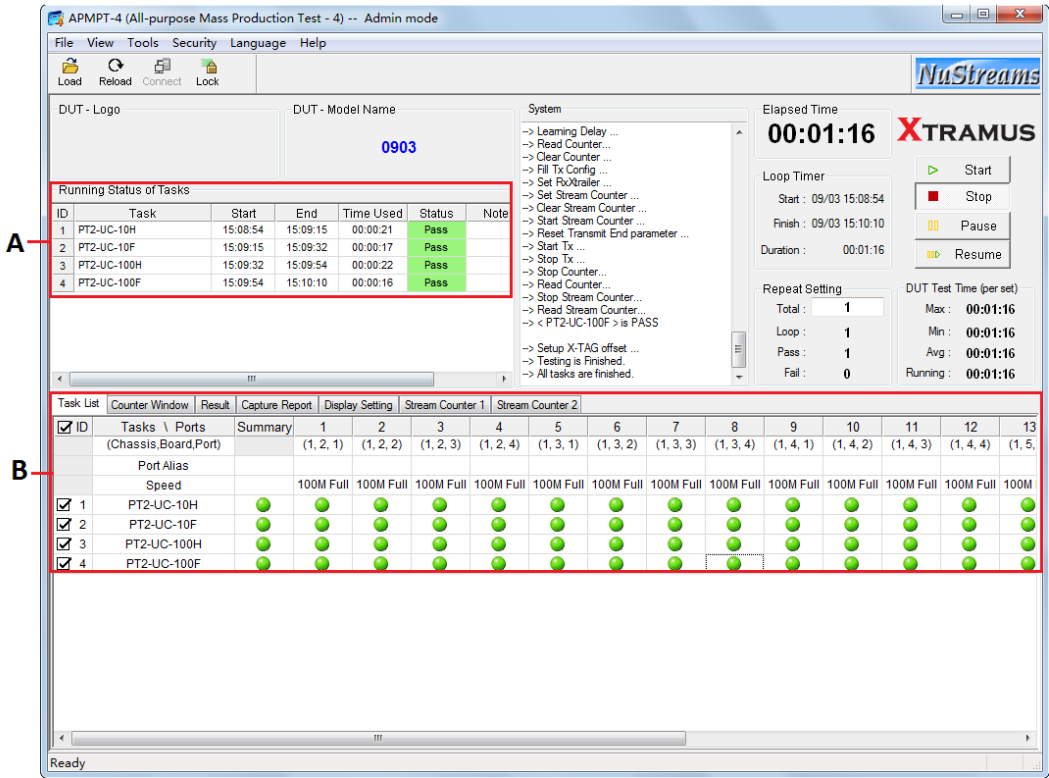 APMPT-4 (All-purpose Mass Production Test - 4) -- Admin mode
File View Tools Security Language Help
Load Reload Connect Lock
NuStreams
DUT - Logo
DUT - Model Name
0903
System
--> Learning Delay ...
--> Read Counter...
--> Clear Counter ...
--> Fill Tx Config ...
--> Set RxXtrailer ...
--> Set Stream Counter ...
--> Clear Stream Counter ...
--> Start Stream Counter ...
--> Reset Transmit End parameter ...
--> Start Tx ...
--> Stop Tx ...
--> Stop Counter...
--> Read Counter...
--> Stop Stream Counter...
--> Read Stream Counter...
--> < PT2-UC-100F > is PASS
--> Setup X-TAG offset ...
--> Testing is Finished.
--> All tasks are finished.
Elapsed Time
00:01:16
XTRAMUS
Loop Timer
Start : 09/03 15:08:54
Finish : 09/03 15:10:10
Duration : 00:01:16
Start
Stop
Pause
Resume
Repeat Setting
Total : 1
Loop : 1
Pass : 1
Fail : 0
DUT Test Time (per set)
Max : 00:01:16
Min : 00:01:16
Avg : 00:01:16
Running : 00:01:16
A
Running Status of Tasks
ID Task Start End Time Used Status Note
1 PT2-UC-10H 15:08:54 15:09:15 00:00:21 Pass
2 PT2-UC-10F 15:09:15 15:09:32 00:00:17 Pass
3 PT2-UC-100H 15:09:32 15:09:54 00:00:22 Pass
4 PT2-UC-100F 15:09:54 15:10:10 00:00:16 Pass
B
Task List Counter Window Result Capture Report Display Setting Stream Counter 1 Stream Counter 2
ID Tasks \ Ports Summary 1 2 3 4 5 6 7 8 9 10 11 12 13
(Chassis,Board,Port) (1, 2, 1) (1, 2, 2) (1, 2, 3) (1, 2, 4) (1, 3, 1) (1, 3, 2) (1, 3, 3) (1, 3, 4) (1, 4, 1) (1, 4, 2) (1, 4, 3) (1, 4, 4) (1, 5,
Port Alias
Speed 100M Full 100M Full 100M Full 100M Full 100M Full 100M Full 100M Full 100M Full 100M Full 100M Full 100M Full 100M Full 100M
1 PT2-UC-10H
2 PT2-UC-10F
3 PT2-UC-100H
4 PT2-UC-100F
Ready